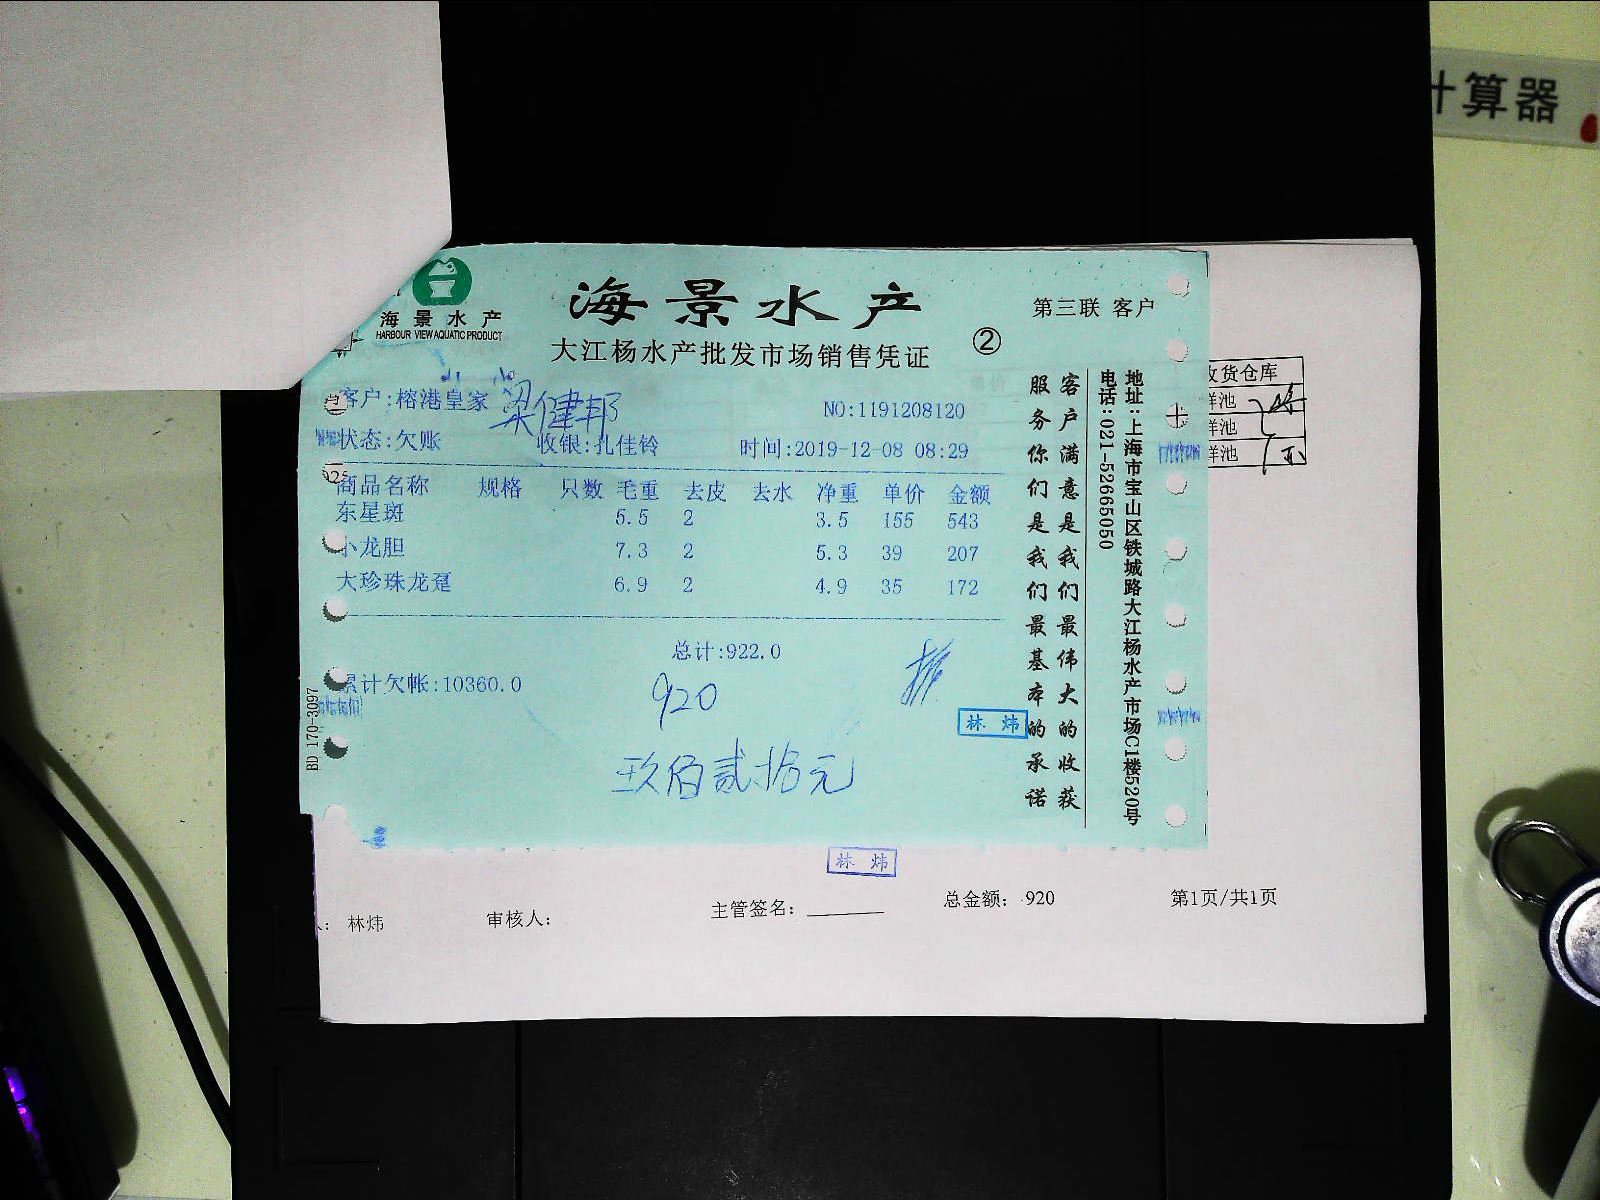 计算器
海景水产
HARBOUR VIEW AQUATIC PRODUCT
海景水产
第三联 客户
大江杨水产批发市场销售凭证
②
客户:榕港皇家
梁健邦
NO:1191208120
状态:欠账 收银:孔佳铃 时间:2019-12-08 08:29
商品名称 规格 只数 毛重 去皮 去水 净重 单价 金额
东星斑 5.5 2 3.5 155 543
小龙胆 7.3 2 5.3 39 207
大珍珠龙趸 6.9 2 4.9 35 172
总计:922.0
累计欠帐:10360.0
920
玖佰贰拾元
林炜
客户满意是我们最伟大的收获
服务你们是我们最基本的承诺
地址:上海市宝山区铁城路大江杨水产市场C1楼520号
电话:021-52665050
BD 170-3097
收货仓库
鲜池
鲜池
鲜池
林炜
林炜
审核人:
主管签名:
总金额: 920
第1页/共1页